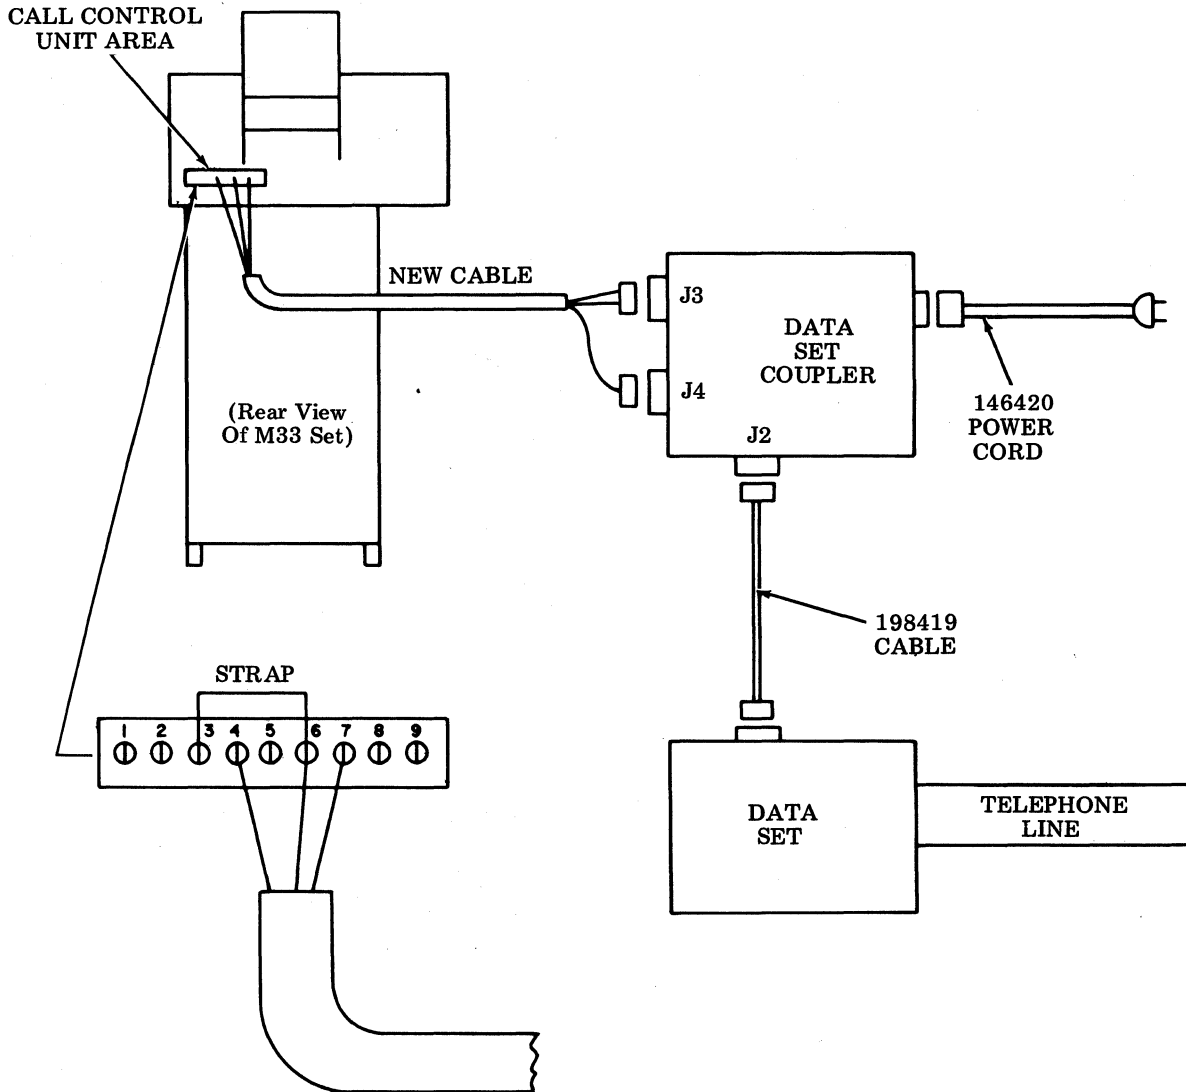 CALL CONTROL
UNIT AREA
NEW CABLE
J3
J4
DATA
SET
COUPLER
J2
146420
POWER
CORD
(Rear View
Of M33 Set)
198419
CABLE
STRAP
1 2 3 4 5 6 7 8 9
DATA
SET
TELEPHONE
LINE